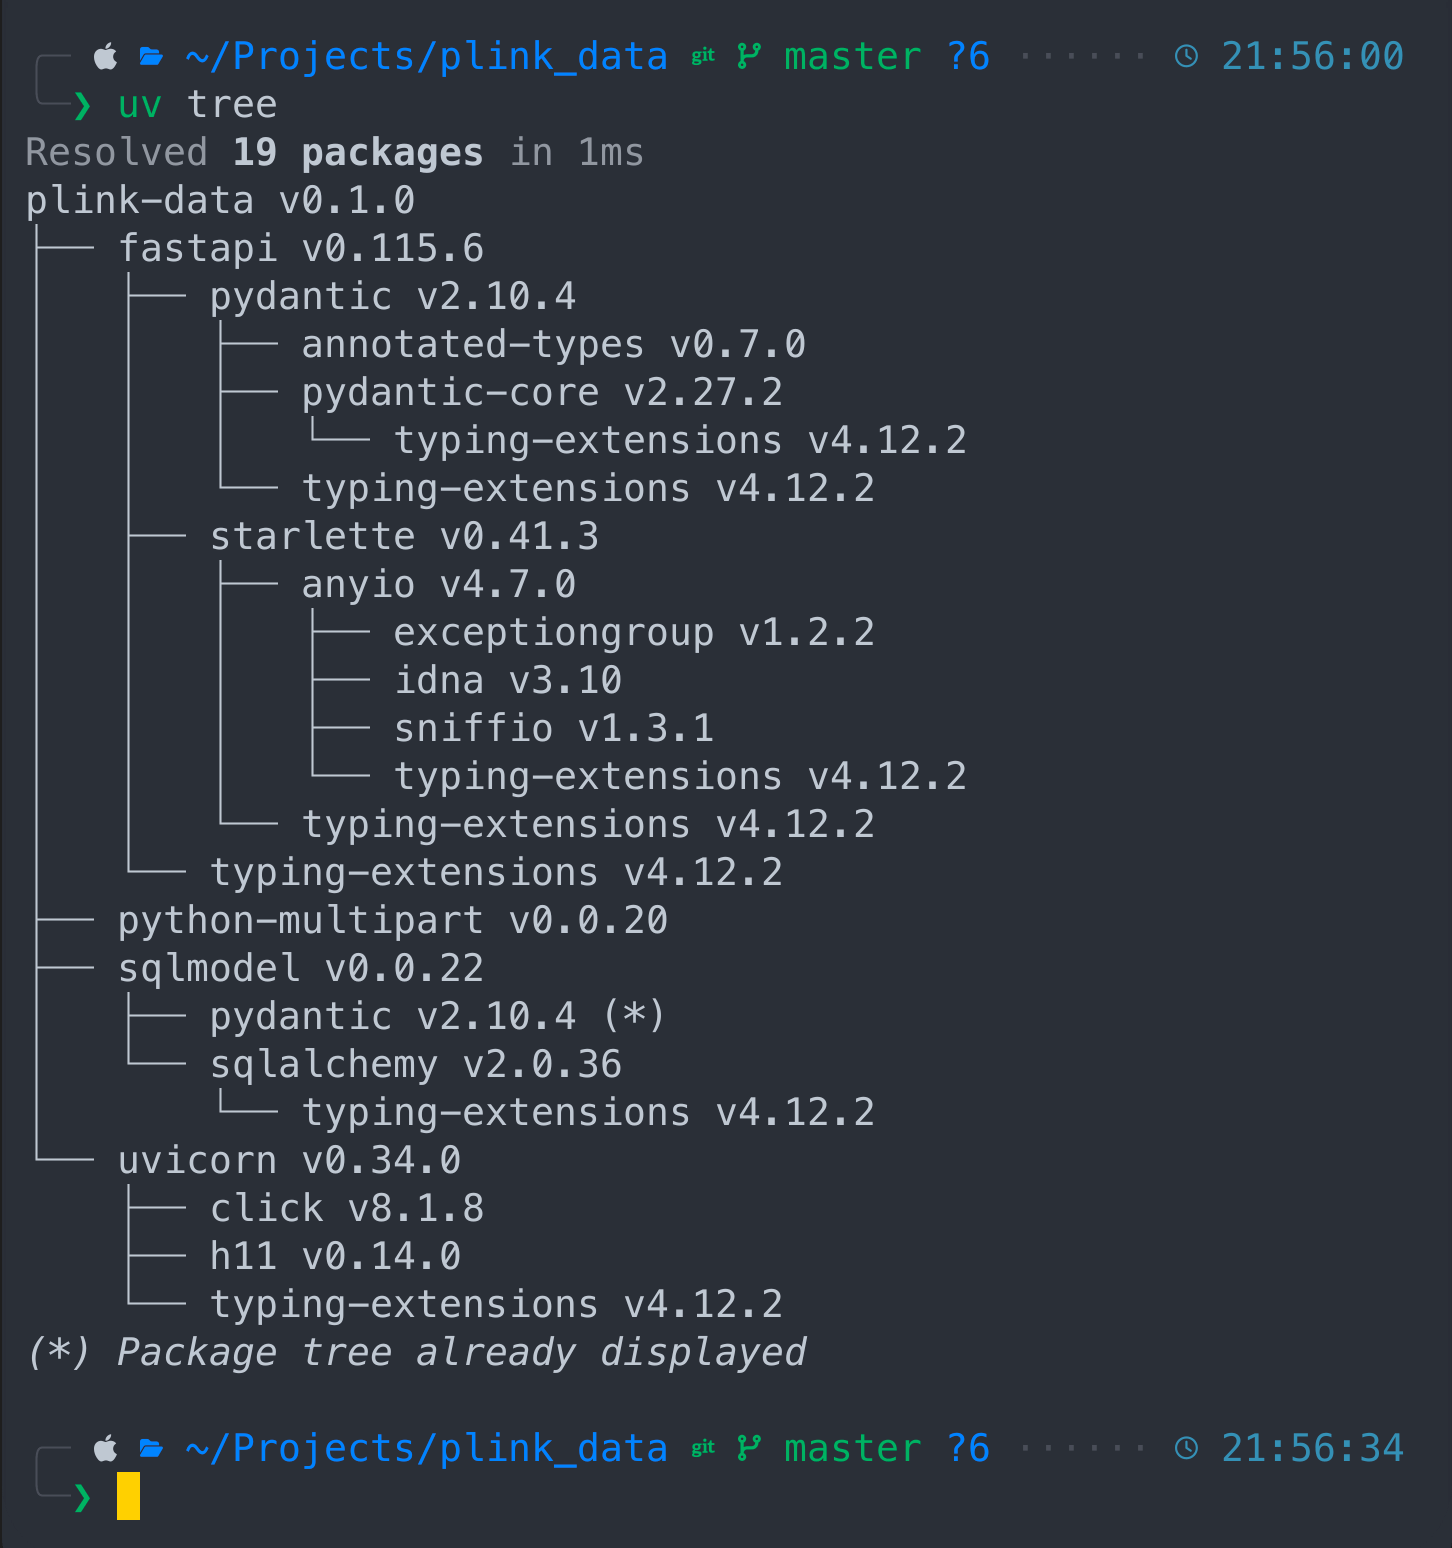 ~/Projects/plink_data git master ?6 ······ 21:56:00
❯ uv tree
Resolved 19 packages in 1ms
plink-data v0.1.0
├── fastapi v0.115.6
│   ├── pydantic v2.10.4
│   │   ├── annotated-types v0.7.0
│   │   ├── pydantic-core v2.27.2
│   │   │   └── typing-extensions v4.12.2
│   │   └── typing-extensions v4.12.2
│   ├── starlette v0.41.3
│   │   ├── anyio v4.7.0
│   │   │   ├── exceptiongroup v1.2.2
│   │   │   ├── idna v3.10
│   │   │   ├── sniffio v1.3.1
│   │   │   └── typing-extensions v4.12.2
│   │   └── typing-extensions v4.12.2
│   └── typing-extensions v4.12.2
├── python-multipart v0.0.20
├── sqlmodel v0.0.22
│   ├── pydantic v2.10.4 (*)
│   └── sqlalchemy v2.0.36
│       └── typing-extensions v4.12.2
└── uvicorn v0.34.0
    ├── click v8.1.8
    ├── h11 v0.14.0
    └── typing-extensions v4.12.2
(*) Package tree already displayed
~/Projects/plink_data git master ?6 ······ 21:56:34
❯